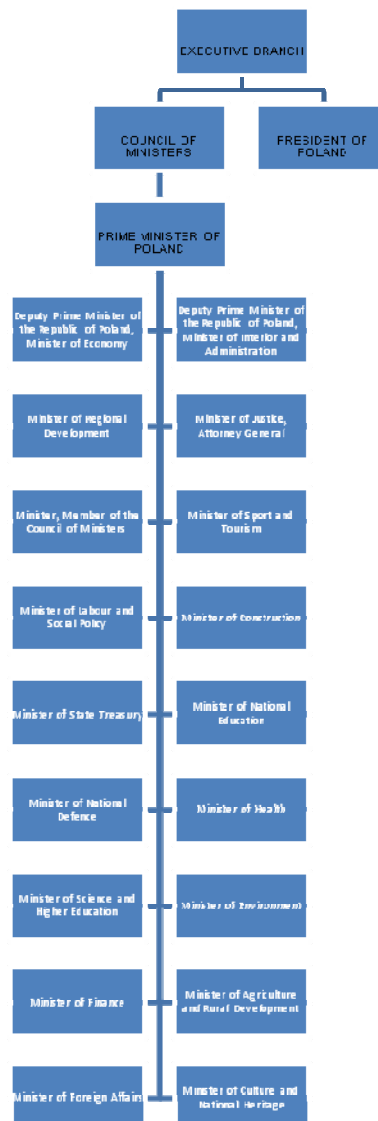 EXECUTIVE BRANCH
COUNCIL OF
MINISTERS
PRESIDENT OF
POLAND
PRIME MINISTER OF
POLAND
Deputy Prime Minister of
the Republic of Poland,
Minister of Economy
Deputy Prime Minister of
the Republic of Poland,
Minister of Interior and
Administration
Minister of Regional
Development
Minister of Justice,
Attorney General
Minister, Member of the
Council of Ministers
Minister of Sport and
Tourism
Minister of Labour and
Social Policy
Minister of Construction
Minister of State Treasury
Minister of National
Education
Minister of National
Defence
Minister of Health
Minister of Science and
Higher Education
Minister of Environment
Minister of Finance
Minister of Agriculture
and Rural Development
Minister of Foreign Affairs
Minister of Culture and
National Heritage